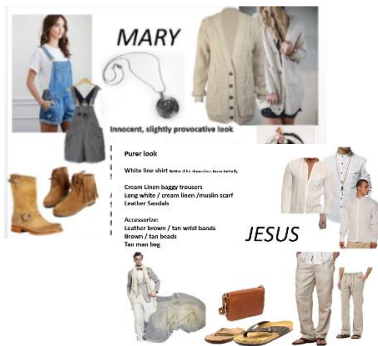 MARY
Innocent, slightly provocative look
Purer look
White line shirt
Cream Linen baggy trousers
Long white / cream linen /muslin scarf
Leather Sandals
Accessorize:
Leather brown / tan wrist bands
Brown / tan beads
Tan man bag
JESUS